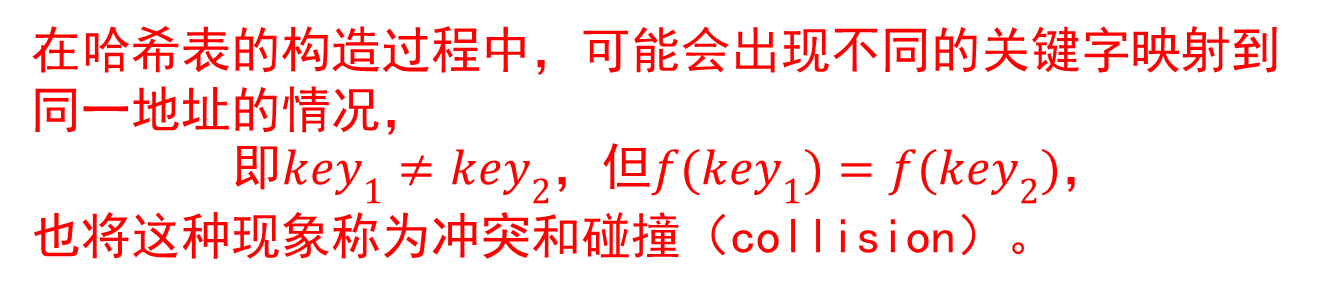 在哈希表的构造过程中，可能会出现不同的关键字映射到
同一地址的情况，
即key₁ ≠ key₂，但f(key₁) = f(key₂)，
也将这种现象称为冲突和碰撞（collision）。